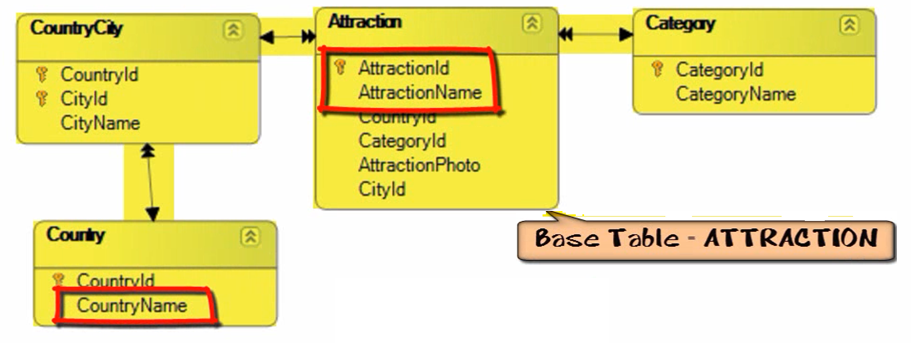 CountryCity
CountryId
CityId
CityName
Attraction
AttractionId
AttractionName
CountryId
CategoryId
AttractionPhoto
CityId
Category
CategoryId
CategoryName
Country
CountryId
CountryName
Base Table - ATTRACTION